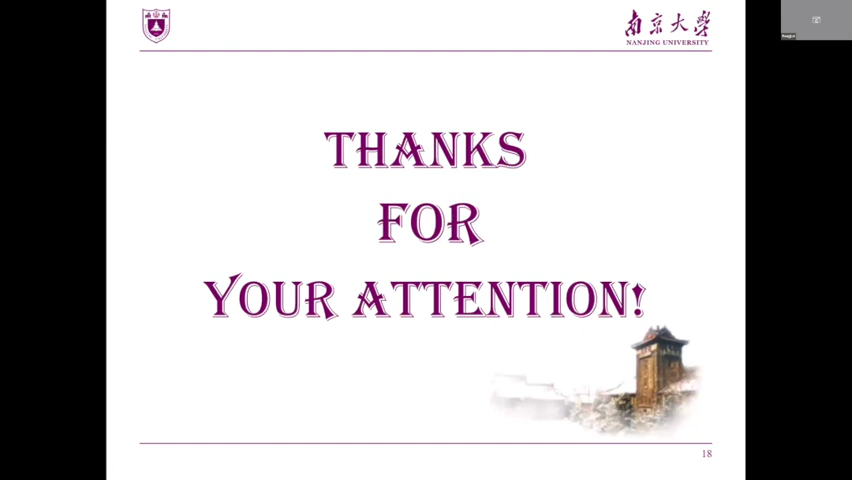 南京大學
NANJING UNIVERSITY
THANKS
FOR
YOUR ATTENTION!
18